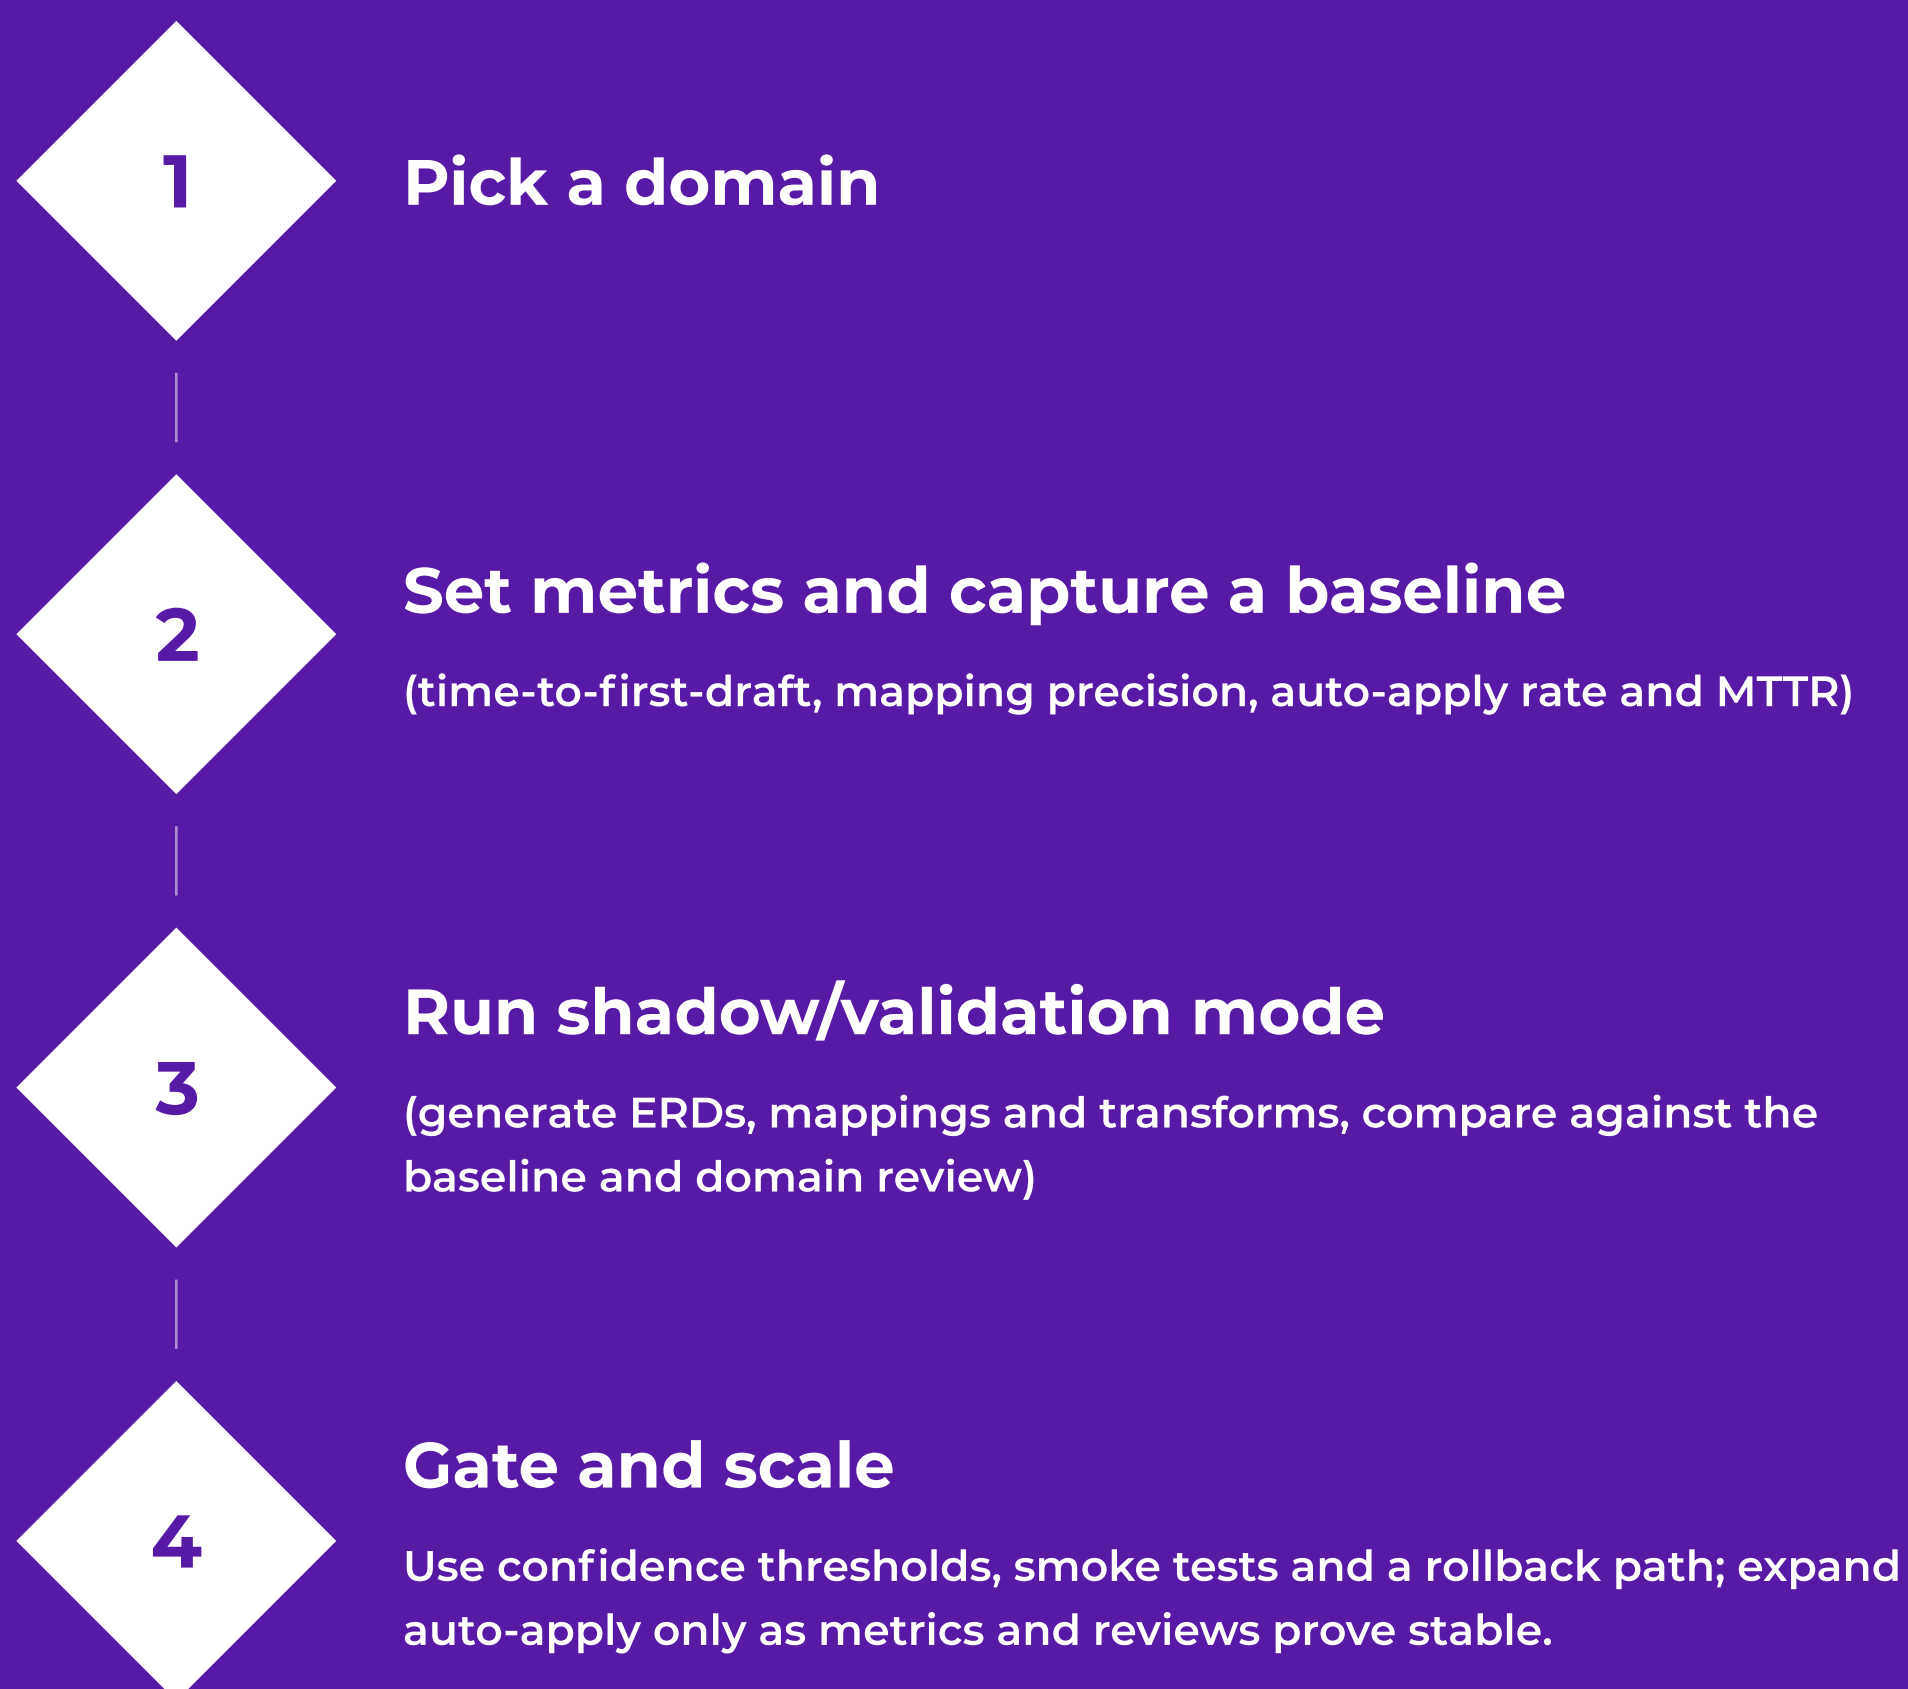 1
Pick a domain
2
Set metrics and capture a baseline
(time-to-first-draft, mapping precision, auto-apply rate and MTTR)
3
Run shadow/validation mode
(generate ERDs, mappings and transforms, compare against the
baseline and domain review)
4
Gate and scale
Use confidence thresholds, smoke tests and a rollback path; expand
auto-apply only as metrics and reviews prove stable.